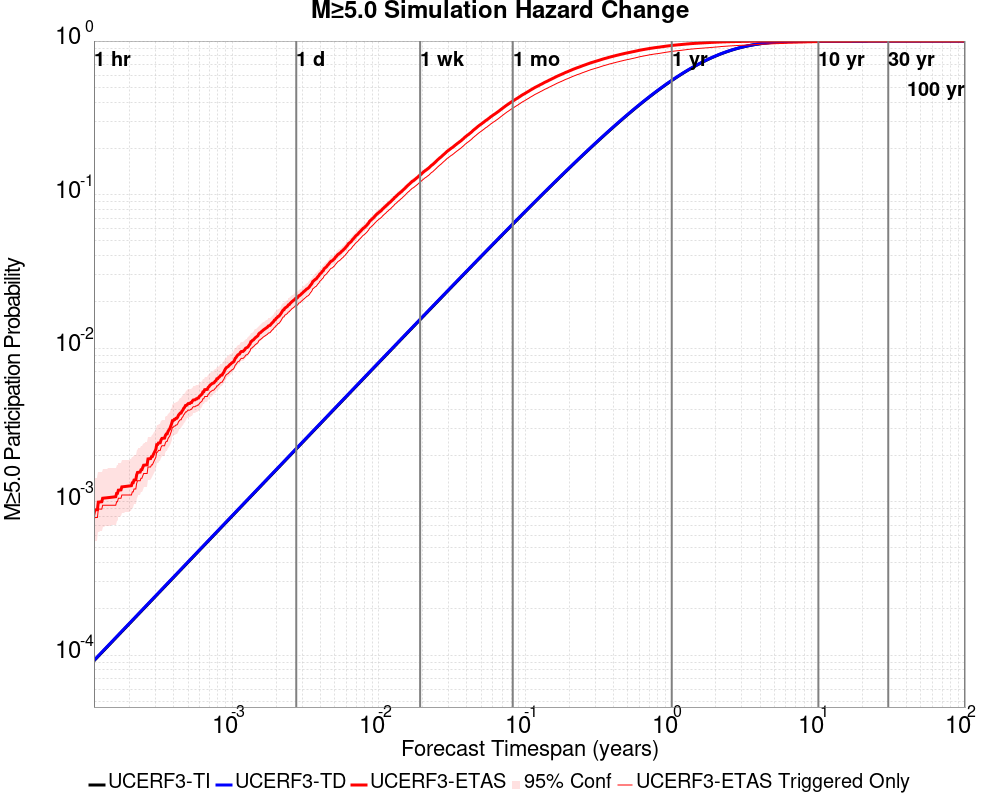 M≥5.0 Simulation Hazard Change
10^0
10^-1
10^-2
10^-3
10^-4
M≥5.0 Participation Probability
1 hr
1 d
1 wk
1 mo
1 yr
10 yr
30 yr
100 yr
10^-3
10^-2
10^-1
10^0
10^1
10^2
Forecast Timespan (years)
UCERF3-TI UCERF3-TD UCERF3-ETAS 95% Conf UCERF3-ETAS Triggered Only